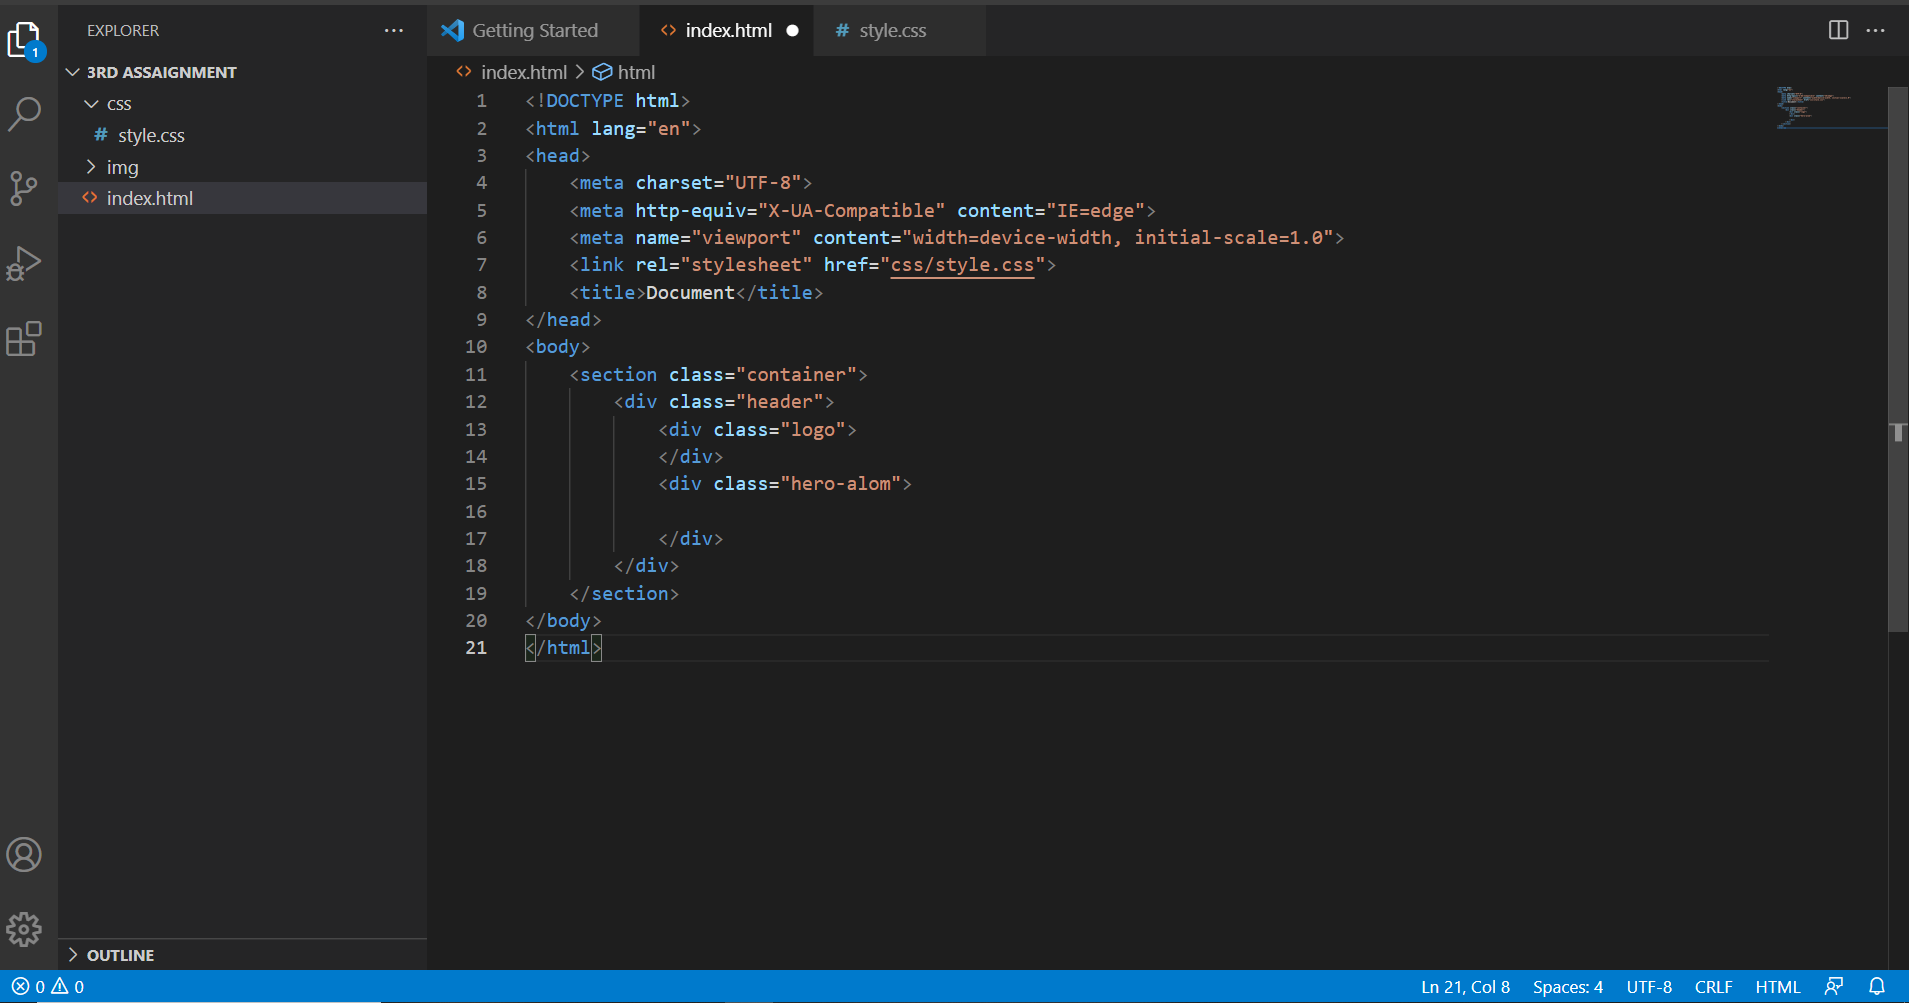 EXPLORER
Getting Started
index.html
# style.css
1
3RD ASSAIGNMENT
css
# style.css
img
index.html
index.html > html
1 <!DOCTYPE html>
2 <html lang="en">
3 <head>
4     <meta charset="UTF-8">
5     <meta http-equiv="X-UA-Compatible" content="IE=edge">
6     <meta name="viewport" content="width=device-width, initial-scale=1.0">
7     <link rel="stylesheet" href="css/style.css">
8     <title>Document</title>
9 </head>
10 <body>
11     <section class="container">
12         <div class="header">
13             <div class="logo">
14             </div>
15             <div class="hero-alom">
16
17             </div>
18         </div>
19     </section>
20 </body>
21 </html>
OUTLINE
0 0
Ln 21, Col 8 Spaces: 4 UTF-8 CRLF HTML